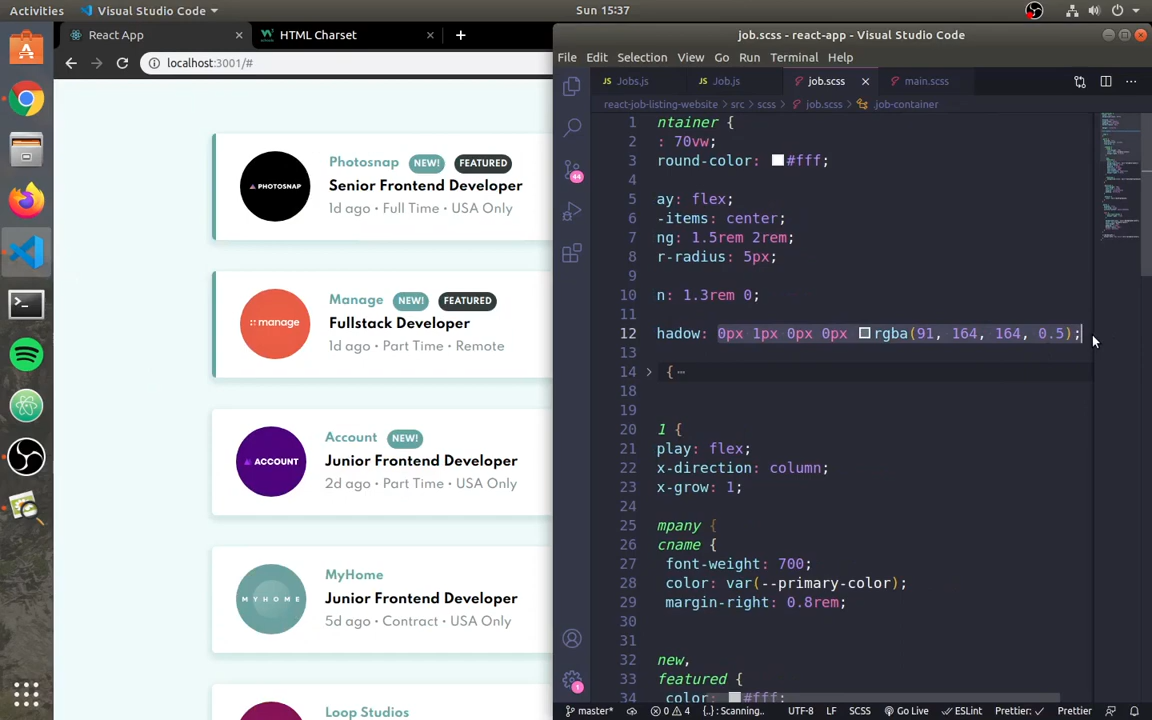 Activities
Visual Studio Code
Sun 15:37
React App
HTML Charset
localhost:3001/#
Photosnap NEW! FEATURED
PHOTOSNAP
Senior Frontend Developer
1d ago • Full Time • USA Only
Manage NEW! FEATURED
:: manage
Fullstack Developer
1d ago • Part Time • Remote
Account NEW!
ACCOUNT
Junior Frontend Developer
2d ago • Part Time • USA Only
MyHome
MYHOME
Junior Frontend Developer
5d ago • Contract • USA Only
Loop Studios
job.scss - react-app - Visual Studio Code
File Edit Selection View Go Run Terminal Help
JS Jobs.js
JS Job.js
job.scss
main.scss
react-job-listing-website › src › scss › job.scss › .job-container
44
1
1 ntainer {
2 : 70vw;
3 round-color: #fff;
4
5 ay: flex;
6 -items: center;
7 ng: 1.5rem 2rem;
8 r-radius: 5px;
9
10 n: 1.3rem 0;
11
12 hadow: 0px 1px 0px 0px rgba(91, 164, 164, 0.5);
13
14 { ⋯
18
19
20 1 {
21 play: flex;
22 x-direction: column;
23 x-grow: 1;
24
25 mpany {
26 cname {
27 font-weight: 700;
28 color: var(--primary-color);
29 margin-right: 0.8rem;
30
31
32 new,
33 featured {
34 color: #fff;
master* 0 4 {..}: Scanning.. UTF-8 LF SCSS Go Live ESLint Prettier: ✓ Prettier